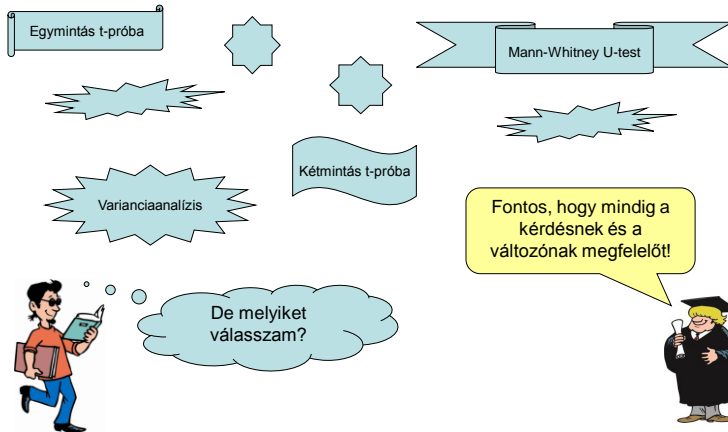 Egymintás t-próba
Mann-Whitney U-test
Kétmintás t-próba
Varianciaanalízis
Fontos, hogy mindig a
kérdésnek és a
változónak megfelelőt!
De melyiket
válasszam?